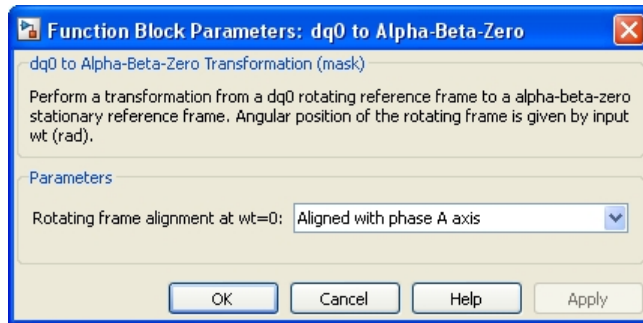 Function Block Parameters: dq0 to Alpha-Beta-Zero
dq0 to Alpha-Beta-Zero Transformation (mask)
Perform a transformation from a dq0 rotating reference frame to a alpha-beta-zero
stationary reference frame. Angular position of the rotating frame is given by input
wt (rad).
Parameters
Rotating frame alignment at wt=0: Aligned with phase A axis
OK Cancel Help Apply